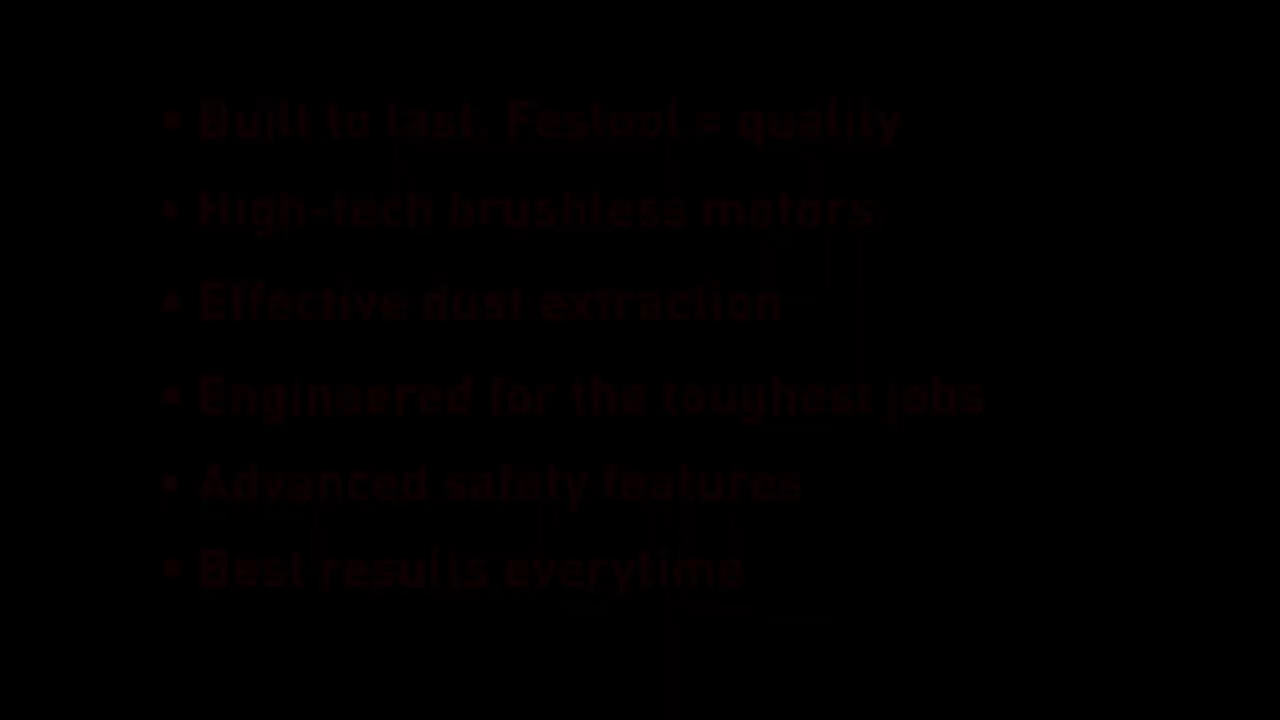 • Built to last. Festool = quality
• High-tech brushless motors
• Effective dust extraction
• Engineered for the toughest jobs
• Advanced safety features
• Best results everytime